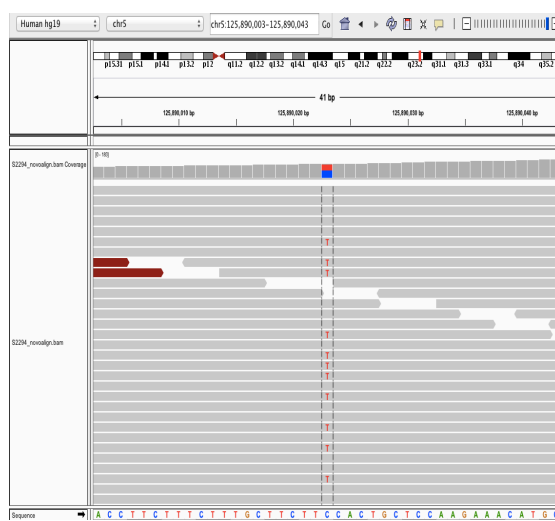 Human hg19 chr5 chr5:125,890,003-125,890,043 Go
p15.31 p15.1 p14.1 p13.2 p12 q11.2 q12.2 q13.2 q14.1 q14.3 q15 q21.2 q22.2 q23.2 q31.1 q31.3 q33.1 q34 q35.2
41 bp
125,890,010 bp 125,890,020 bp 125,890,030 bp 125,890,040 bp
S2294_novoalign.bam Coverage
T
T
T
T
S2294_novoalign.bam
T
T
T
T
T
T
T
Sequence A C C T T C T T T C T T T G C T T C T T C C A C T G C T C C A A G A A A C A T G